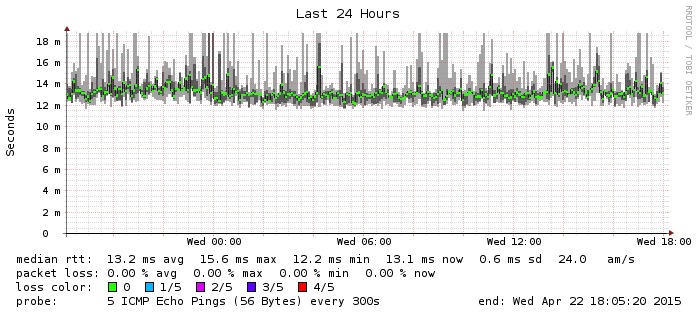 Last 24 Hours
RRDTOOL / TOBI OETIKER
Seconds
18 m
16 m
14 m
12 m
10 m
8 m
6 m
4 m
2 m
0
Wed 00:00 Wed 06:00 Wed 12:00 Wed 18:00
median rtt: 13.2 ms avg 15.6 ms max 12.2 ms min 13.1 ms now 0.6 ms sd 24.0 am/s
packet loss: 0.00 % avg 0.00 % max 0.00 % min 0.00 % now
loss color: 0 1/5 2/5 3/5 4/5
probe: 5 ICMP Echo Pings (56 Bytes) every 300s end: Wed Apr 22 18:05:20 2015